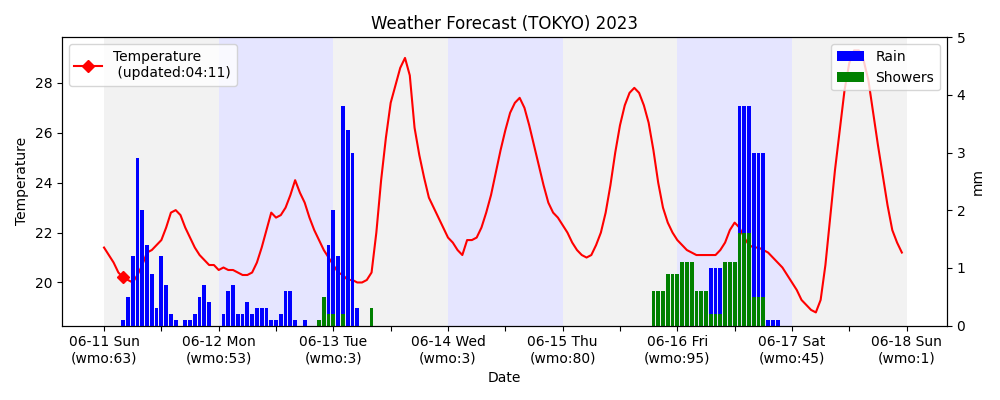 Weather Forecast (TOKYO) 2023
Temperature
(updated:04:11)
Rain
Showers
Temperature
28
26
24
22
20
5
4
3
2
1
0
mm
06-11 Sun
(wmo:63)
06-12 Mon
(wmo:53)
06-13 Tue
(wmo:3)
06-14 Wed
(wmo:3)
06-15 Thu
(wmo:80)
06-16 Fri
(wmo:95)
06-17 Sat
(wmo:45)
06-18 Sun
(wmo:1)
Date